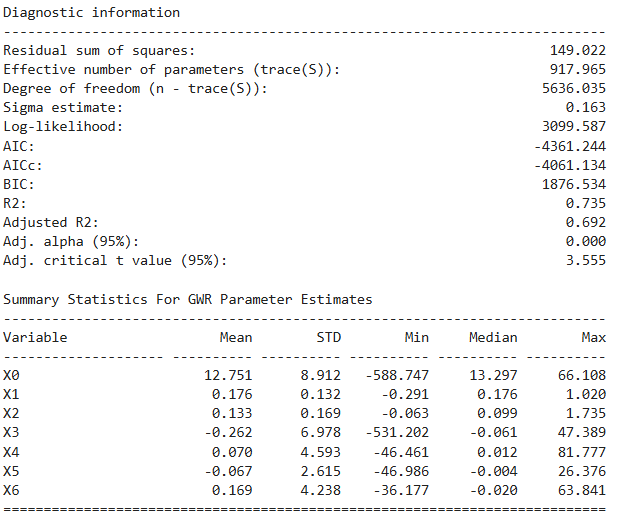 Diagnostic information
---------------------------------------------------------------------------
Residual sum of squares:                                            149.022
Effective number of parameters (trace(S)):                          917.965
Degree of freedom (n - trace(S)):                                  5636.035
Sigma estimate:                                                       0.163
Log-likelihood:                                                    3099.587
AIC:                                                              -4361.244
AICc:                                                             -4061.134
BIC:                                                               1876.534
R2:                                                                   0.735
Adjusted R2:                                                          0.692
Adj. alpha (95%):                                                     0.000
Adj. critical t value (95%):                                          3.555

Summary Statistics For GWR Parameter Estimates
---------------------------------------------------------------------------
Variable                   Mean        STD        Min     Median        Max
-------------------- ---------- ---------- ---------- ---------- ----------
X0                       12.751      8.912   -588.747     13.297     66.108
X1                        0.176      0.132     -0.291      0.176      1.020
X2                        0.133      0.169     -0.063      0.099      1.735
X3                       -0.262      6.978   -531.202     -0.061     47.389
X4                        0.070      4.593    -46.461      0.012     81.777
X5                       -0.067      2.615    -46.986     -0.004     26.376
X6                        0.169      4.238    -36.177     -0.020     63.841
===========================================================================